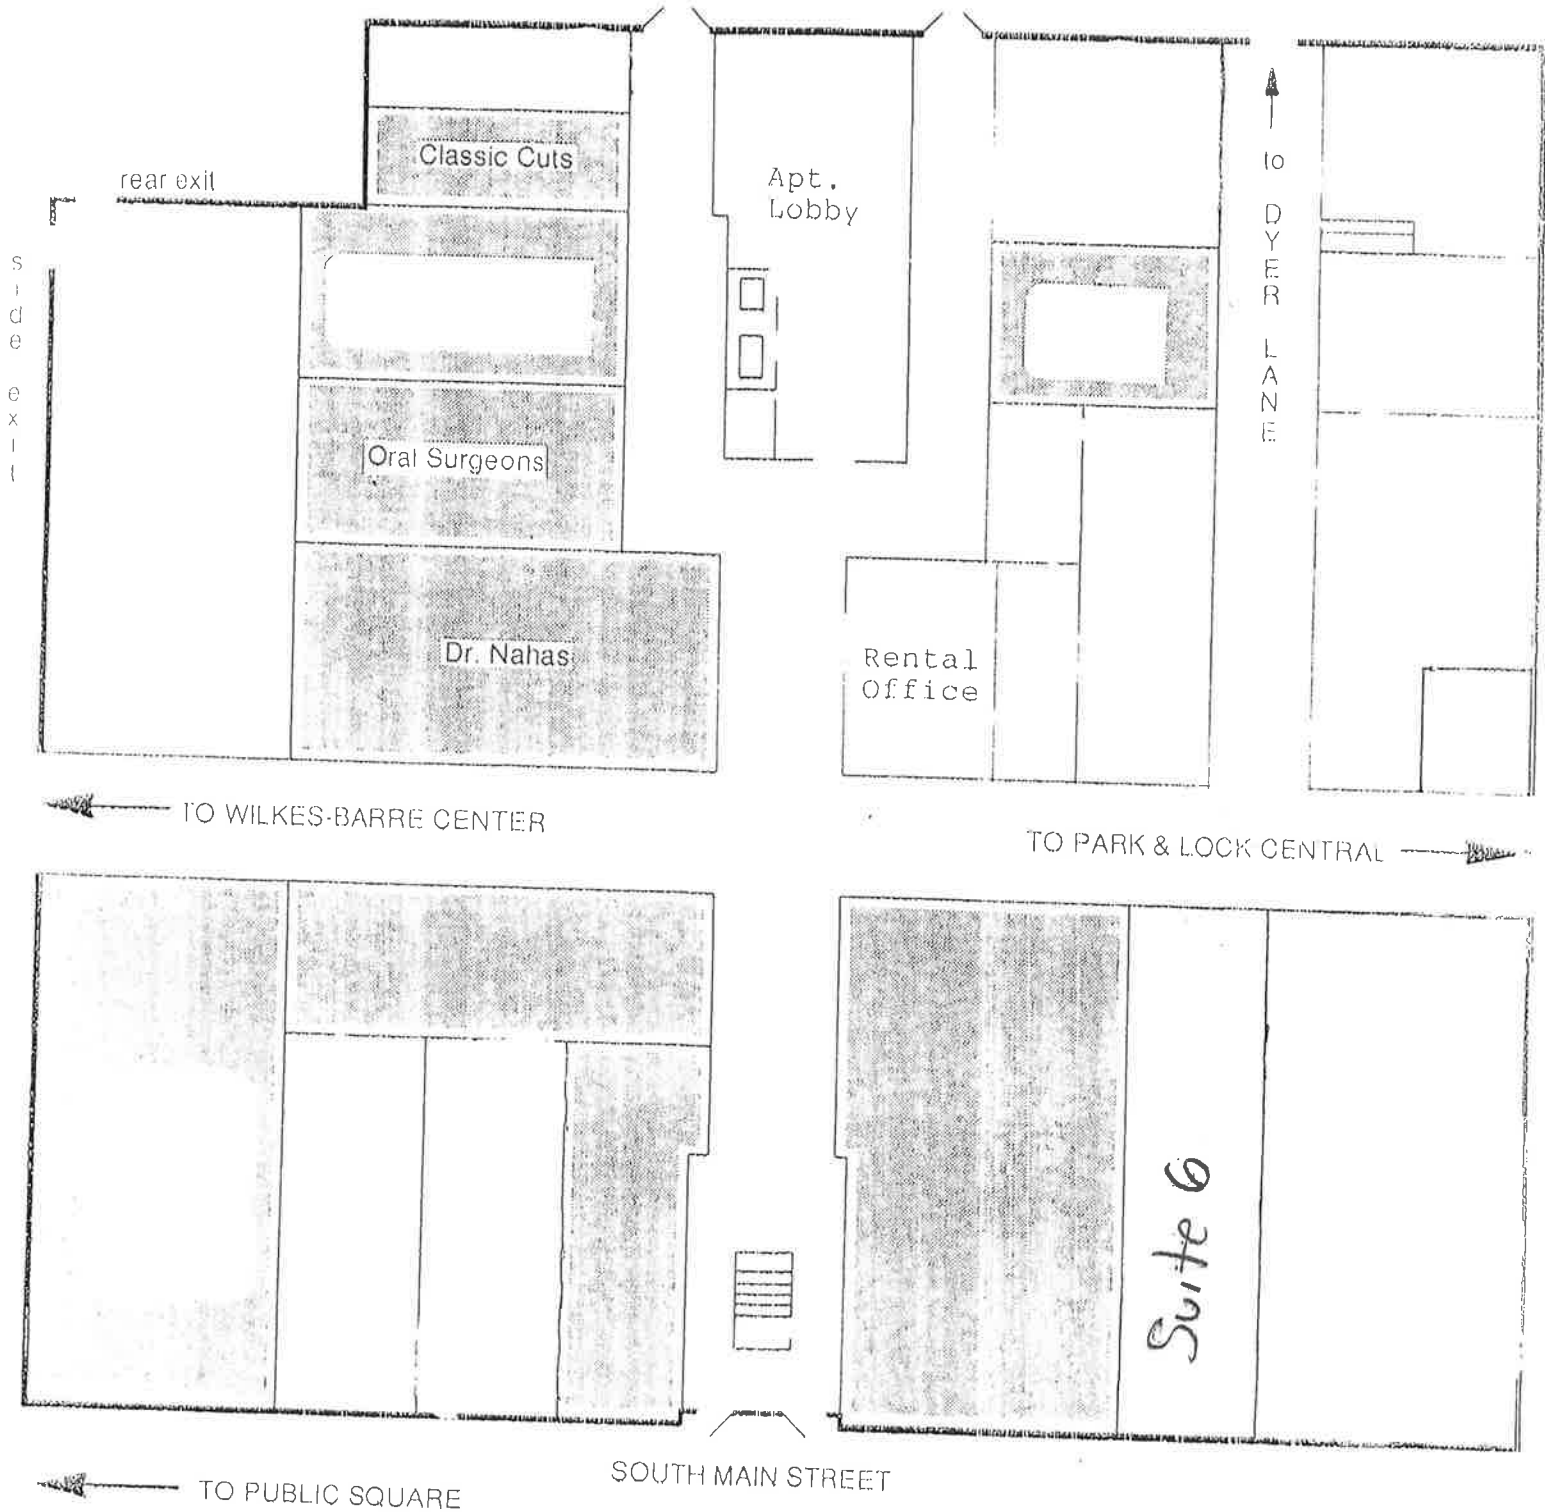 Classic Cuts
rear exit
Apt.
Lobby
to DYER LANE
side exit
Oral Surgeons
Dr. Nahas
Rental
Office
TO WILKES-BARRE CENTER
TO PARK & LOCK CENTRAL
Suite 6
SOUTH MAIN STREET
TO PUBLIC SQUARE